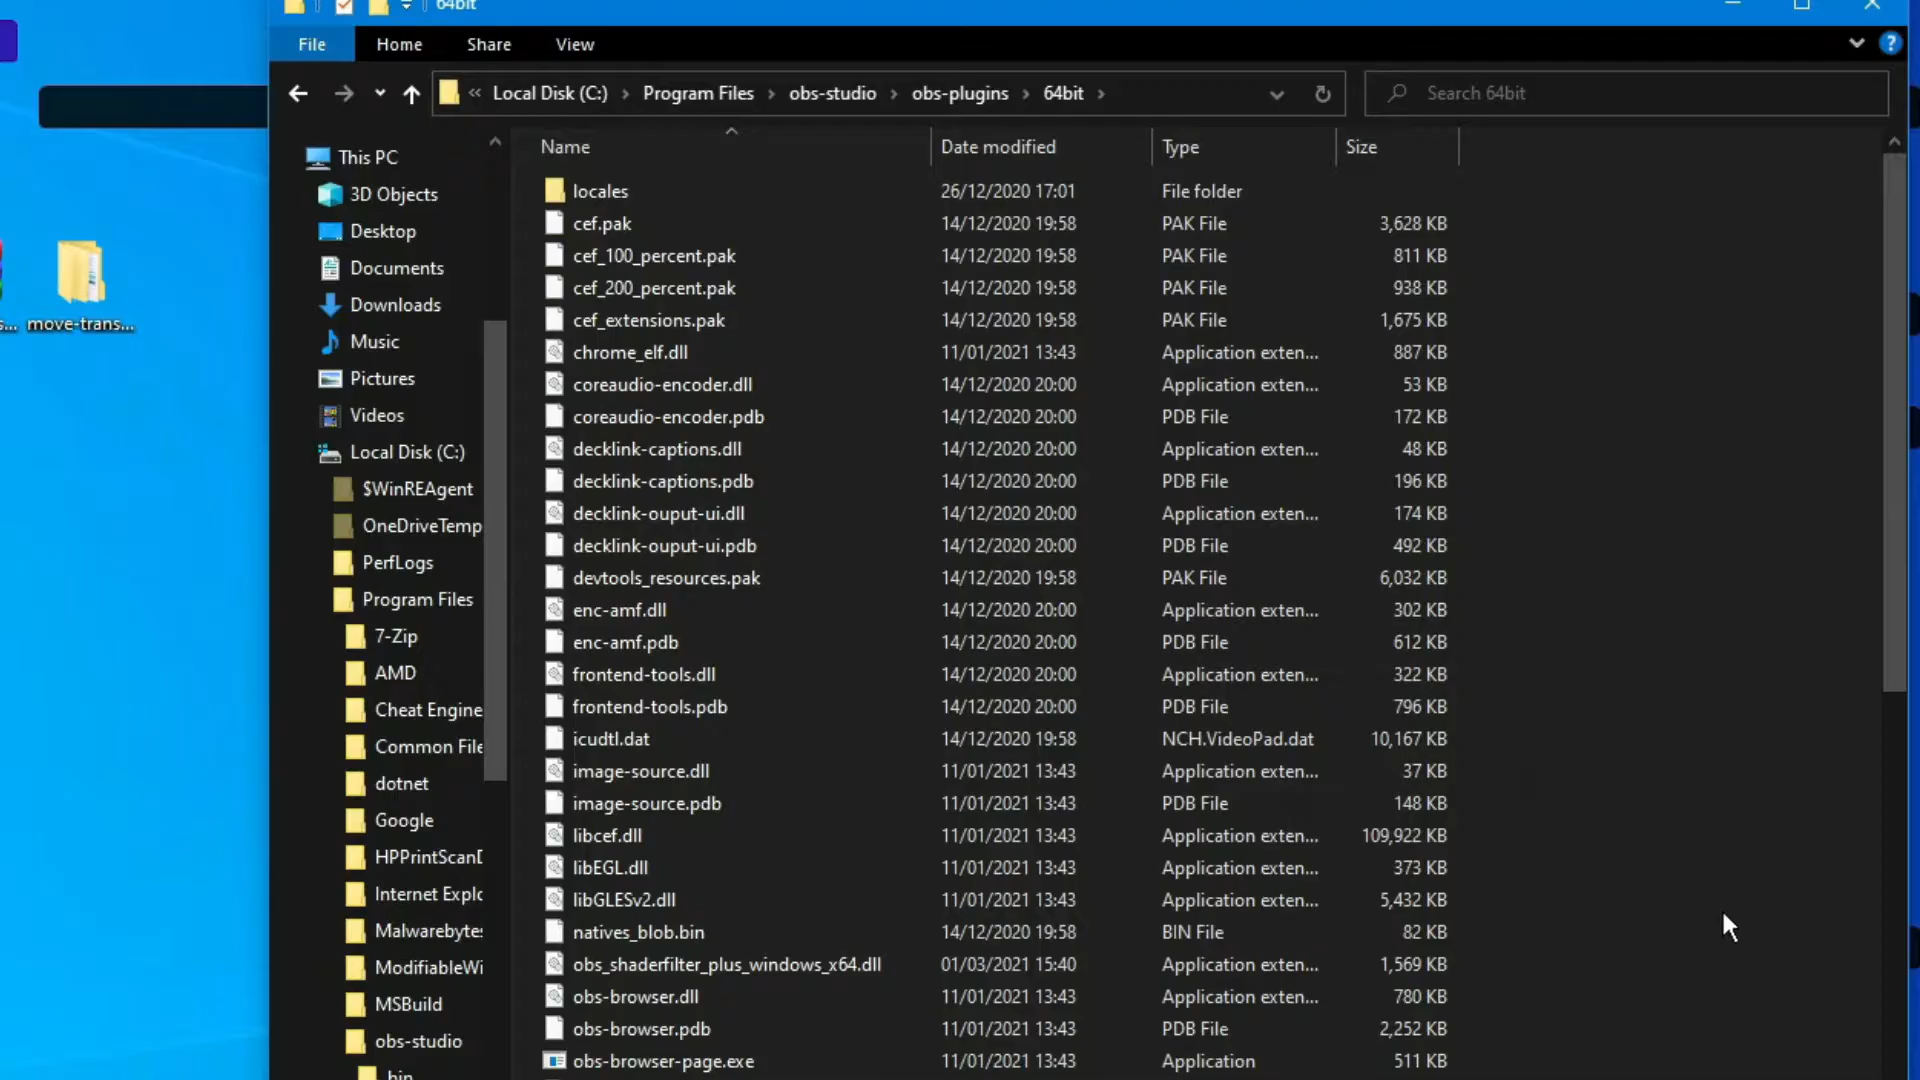 64bit
File Home Share View
« Local Disk (C:) › Program Files › obs-studio › obs-plugins › 64bit ›
Search 64bit
Name Date modified Type Size
This PC
3D Objects
Desktop
Documents
Downloads
Music
Pictures
Videos
Local Disk (C:)
$WinREAgent
OneDriveTemp
PerfLogs
Program Files
7-Zip
AMD
Cheat Engine
Common File
dotnet
Google
HPPrintScanD
Internet Explo
Malwarebytes
ModifiableWi
MSBuild
obs-studio
bin
locales 26/12/2020 17:01 File folder
cef.pak 14/12/2020 19:58 PAK File 3,628 KB
cef_100_percent.pak 14/12/2020 19:58 PAK File 811 KB
cef_200_percent.pak 14/12/2020 19:58 PAK File 938 KB
cef_extensions.pak 14/12/2020 19:58 PAK File 1,675 KB
chrome_elf.dll 11/01/2021 13:43 Application exten... 887 KB
coreaudio-encoder.dll 14/12/2020 20:00 Application exten... 53 KB
coreaudio-encoder.pdb 14/12/2020 20:00 PDB File 172 KB
decklink-captions.dll 14/12/2020 20:00 Application exten... 48 KB
decklink-captions.pdb 14/12/2020 20:00 PDB File 196 KB
decklink-ouput-ui.dll 14/12/2020 20:00 Application exten... 174 KB
decklink-ouput-ui.pdb 14/12/2020 20:00 PDB File 492 KB
devtools_resources.pak 14/12/2020 19:58 PAK File 6,032 KB
enc-amf.dll 14/12/2020 20:00 Application exten... 302 KB
enc-amf.pdb 14/12/2020 20:00 PDB File 612 KB
frontend-tools.dll 14/12/2020 20:00 Application exten... 322 KB
frontend-tools.pdb 14/12/2020 20:00 PDB File 796 KB
icudtl.dat 14/12/2020 19:58 NCH.VideoPad.dat 10,167 KB
image-source.dll 11/01/2021 13:43 Application exten... 37 KB
image-source.pdb 11/01/2021 13:43 PDB File 148 KB
libcef.dll 11/01/2021 13:43 Application exten... 109,922 KB
libEGL.dll 11/01/2021 13:43 Application exten... 373 KB
libGLESv2.dll 11/01/2021 13:43 Application exten... 5,432 KB
natives_blob.bin 14/12/2020 19:58 BIN File 82 KB
obs_shaderfilter_plus_windows_x64.dll 01/03/2021 15:40 Application exten... 1,569 KB
obs-browser.dll 11/01/2021 13:43 Application exten... 780 KB
obs-browser.pdb 11/01/2021 13:43 PDB File 2,252 KB
obs-browser-page.exe 11/01/2021 13:43 Application 511 KB
move-trans...